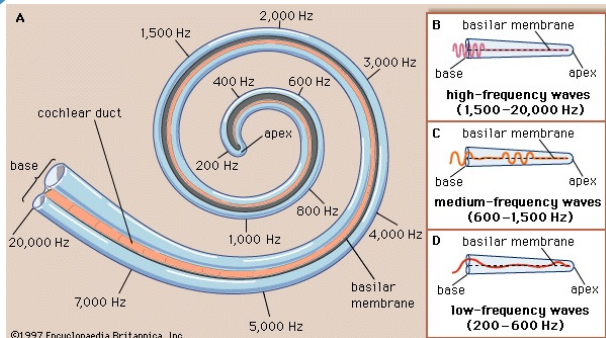 A
2,000 Hz
1,500 Hz
3,000 Hz
400 Hz
600 Hz
cochlear duct
apex
200 Hz
base
800 Hz
20,000 Hz
1,000 Hz
4,000 Hz
basilar
membrane
7,000 Hz
5,000 Hz
©1997 Encyclopaedia Britannica, Inc.
B
basilar membrane
base
apex
high-frequency waves
(1,500–20,000 Hz)
C
basilar membrane
base
apex
medium-frequency waves
(600–1,500 Hz)
D
basilar membrane
base
apex
low-frequency waves
(200–600 Hz)